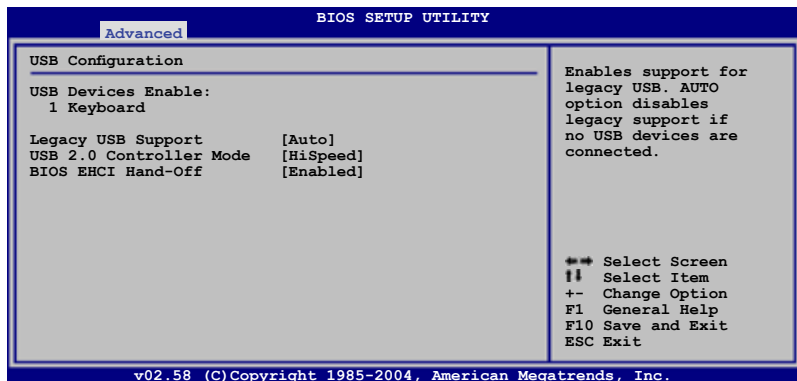 BIOS SETUP UTILITY
Advanced
USB Configuration
USB Devices Enable:
1 Keyboard
Legacy USB Support [Auto]
USB 2.0 Controller Mode [HiSpeed]
BIOS EHCI Hand-Off [Enabled]
Enables support for
legacy USB. AUTO
option disables
legacy support if
no USB devices are
connected.
←→ Select Screen
↑↓ Select Item
+- Change Option
F1 General Help
F10 Save and Exit
ESC Exit
v02.58 (C)Copyright 1985-2004, American Megatrends, Inc.